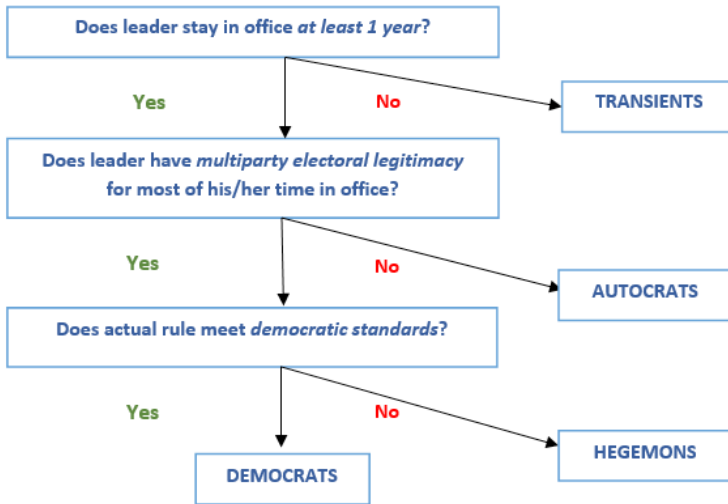 Does leader stay in office at least 1 year?
Yes
No
TRANSIENTS
Does leader have multiparty electoral legitimacy
for most of his/her time in office?
Yes
No
AUTOCRATS
Does actual rule meet democratic standards?
Yes
No
HEGEMONS
DEMOCRATS